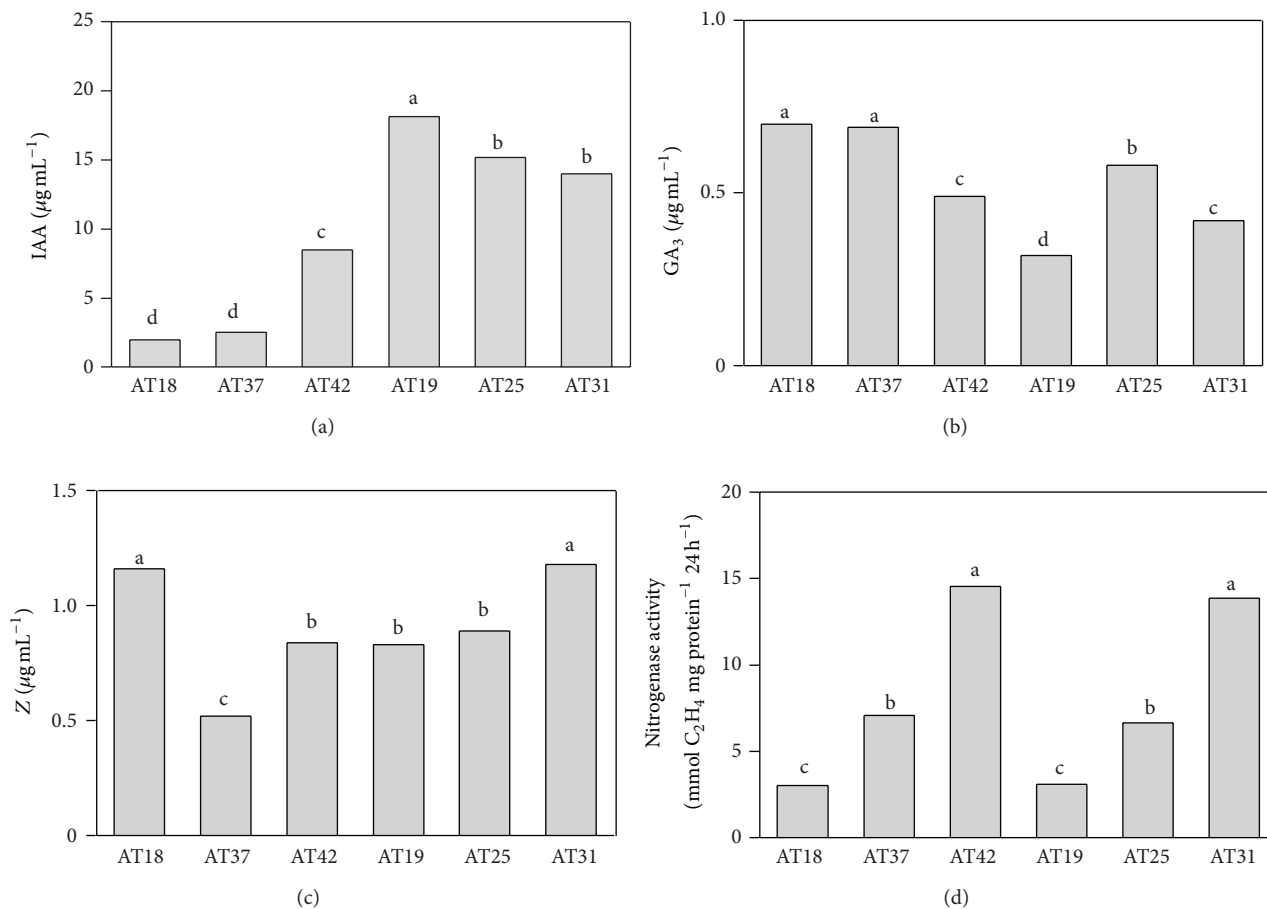 25
20
15
10
5
0
IAA (μg mL⁻¹)
d
d
c
a
b
b
AT18 AT37 AT42 AT19 AT25 AT31
(a)
1.0
0.5
0
GA₃ (μg mL⁻¹)
a
a
c
d
b
c
AT18 AT37 AT42 AT19 AT25 AT31
(b)
1.5
1.0
0.5
0
Z (μg mL⁻¹)
a
c
b
b
b
a
AT18 AT37 AT42 AT19 AT25 AT31
(c)
20
15
10
5
0
Nitrogenase activity
(mmol C₂H₄ mg protein⁻¹ 24 h⁻¹)
c
b
a
c
b
a
AT18 AT37 AT42 AT19 AT25 AT31
(d)